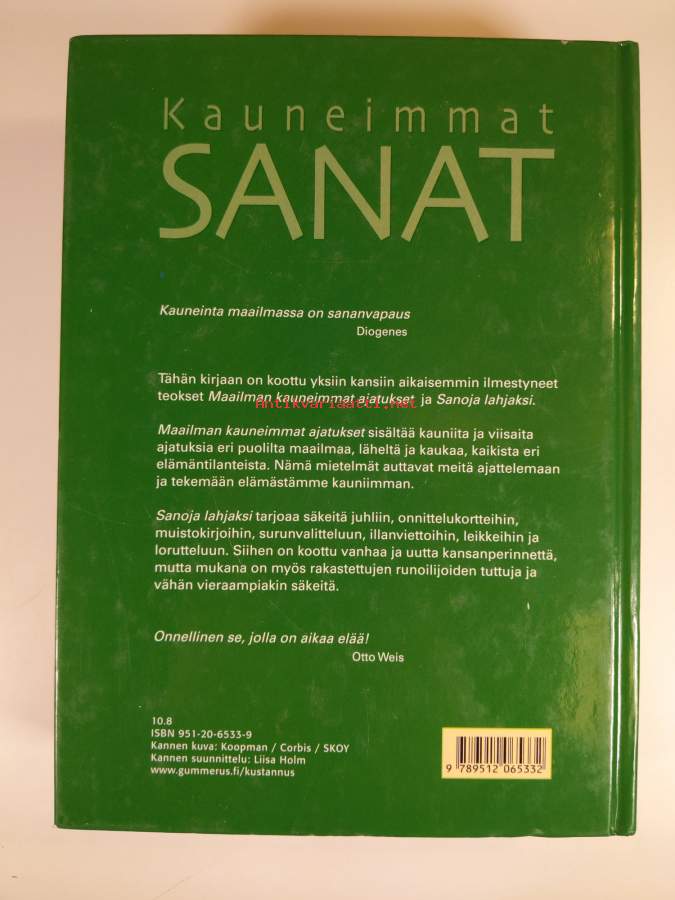 Kauneimmat
SANAT
Kauneinta maailmassa on sananvapaus
Diogenes
Tähän kirjaan on koottu yksiin kansiin aikaisemmin ilmestyneet
teokset Maailman kauneimmat ajatukset ja Sanoja lahjaksi.
Antikvariaatti.net
Maailman kauneimmat ajatukset sisältää kauniita ja viisaita
ajatuksia eri puolilta maailmaa, läheltä ja kaukaa, kaikista eri
elämäntilanteista. Nämä mietelmät auttavat meitä ajattelemaan
ja tekemään elämästämme kauniimman.
Sanoja lahjaksi tarjoaa säkeitä juhliin, onnittelukortteihin,
muistokirjoihin, surunvalitteluun, illanviettoihin, leikkeihin ja
lorutteluun. Siihen on koottu vanhaa ja uutta kansanperinnettä,
mutta mukana on myös rakastettujen runoilijoiden tuttuja ja
vähän vieraampiakin säkeitä.
Onnellinen se, jolla on aikaa elää!
Otto Weis
10.8
ISBN 951-20-6533-9
Kannen kuva: Koopman / Corbis / SKOY
Kannen suunnittelu: Liisa Holm
www.gummerus.fi/kustannus
9 789512 065332